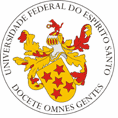 UNIVERSIDADE FEDERAL DO ESPÍRITO SANTO
DOCETE OMNES GENTES